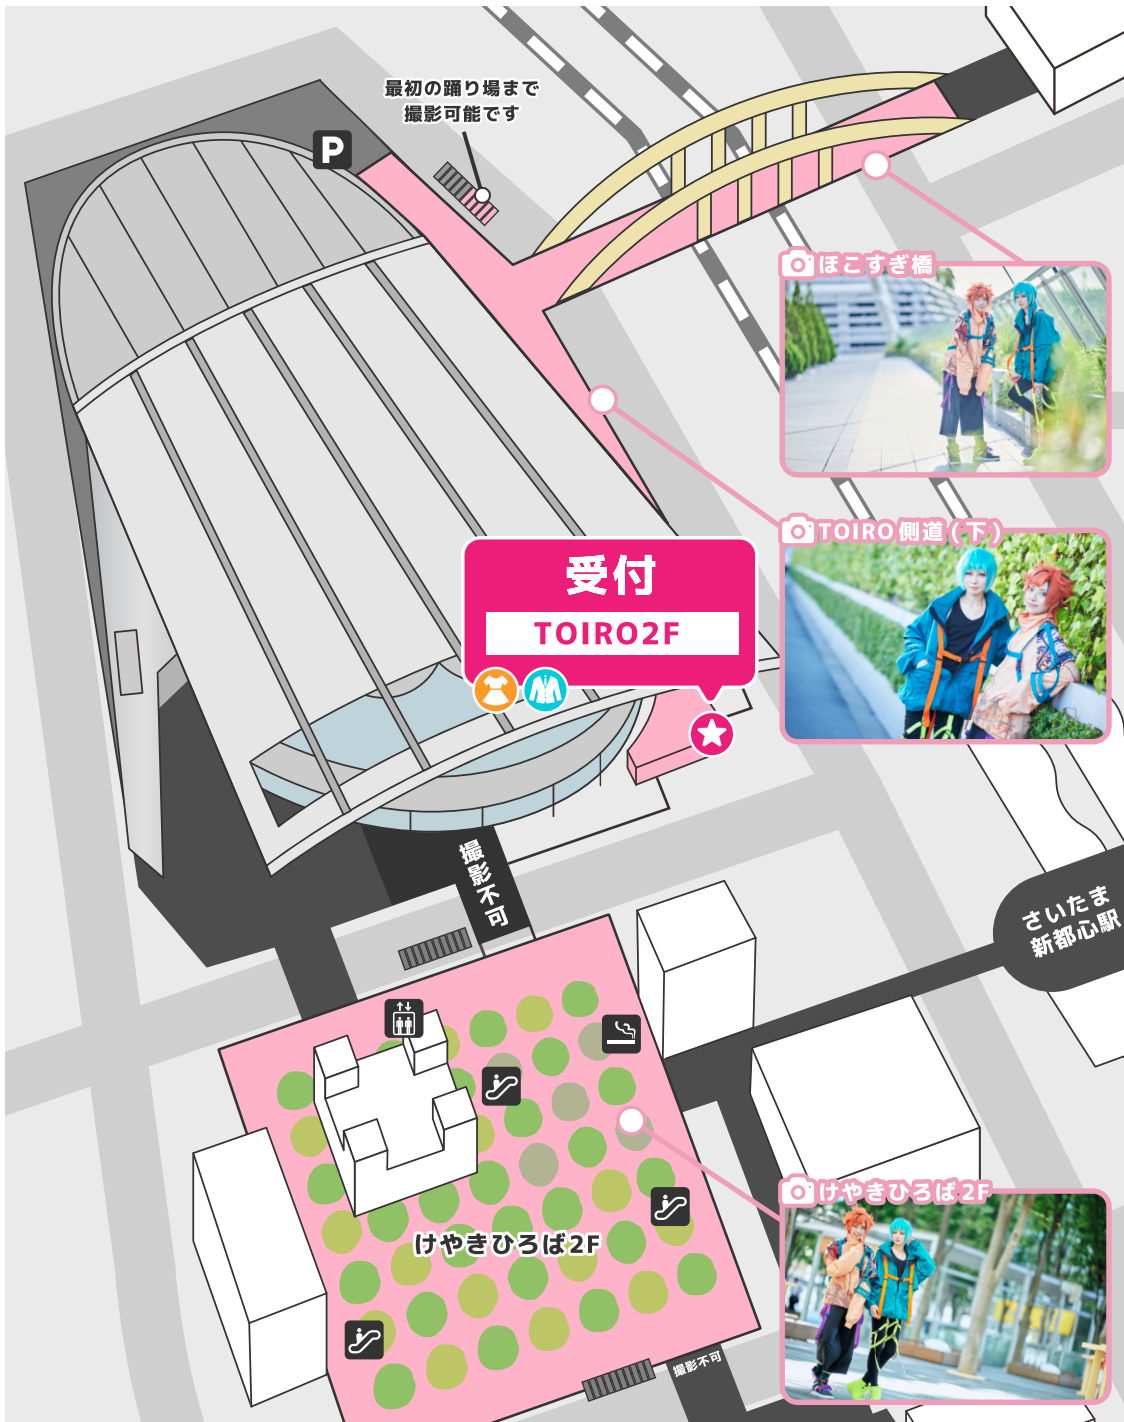 最初の踊り場まで
撮影可能です
P
ほこすぎ橋
TOIRO側道(下)
受付
TOIRO2F
撮影不可
さいたま
新都心駅
けやきひろば2F
けやきひろば2F
撮影不可